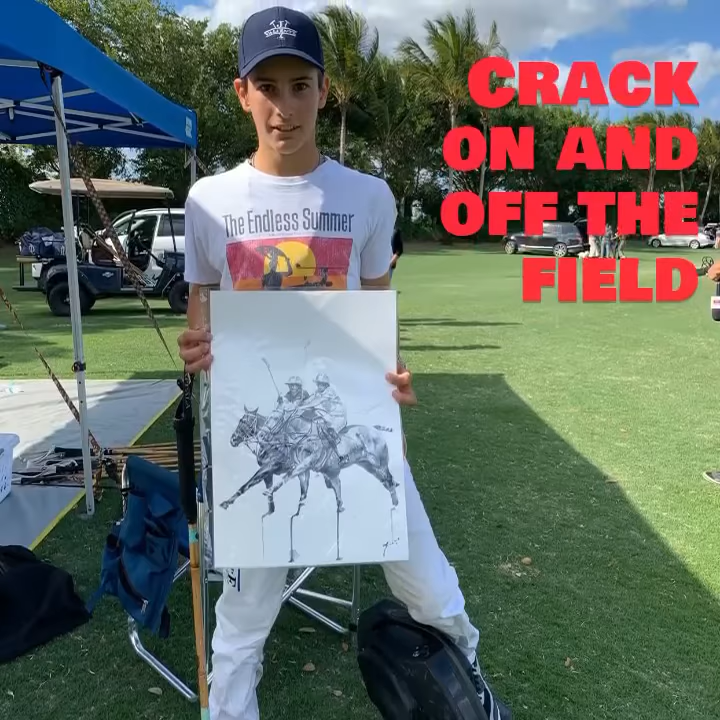 CRACK
ON AND
OFF THE
FIELD
The Endless Summer